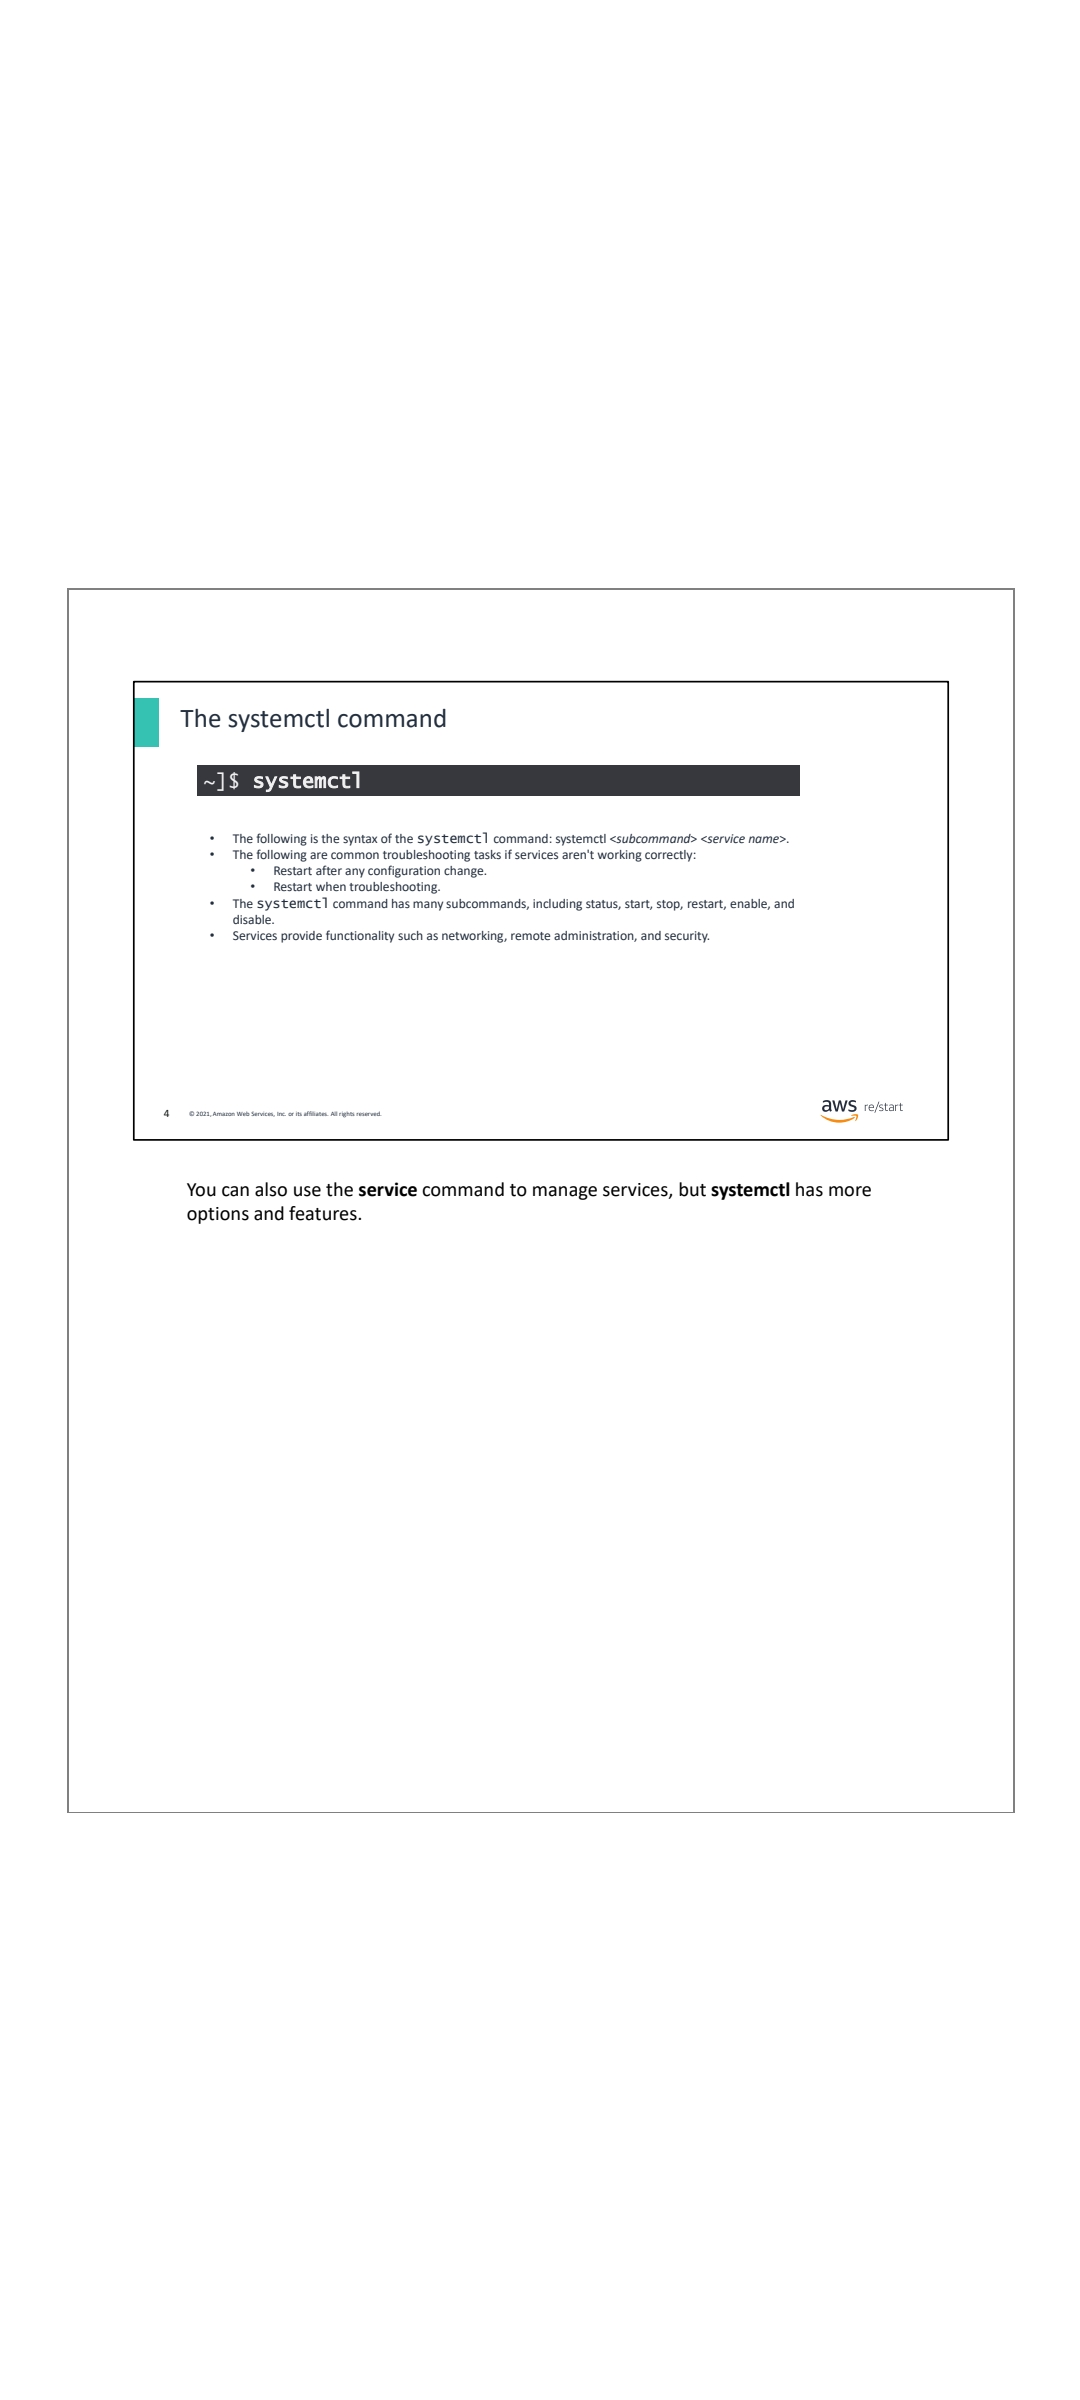 The systemctl command
~]$ systemctl
• The following is the syntax of the systemctl command: systemctl <subcommand> <service name>.
• The following are common troubleshooting tasks if services aren't working correctly:
• Restart after any configuration change.
• Restart when troubleshooting.
• The systemctl command has many subcommands, including status, start, stop, restart, enable, and
disable.
• Services provide functionality such as networking, remote administration, and security.
4 © 2021, Amazon Web Services, Inc. or its affiliates. All rights reserved.
aws re/start
You can also use the service command to manage services, but systemctl has more
options and features.